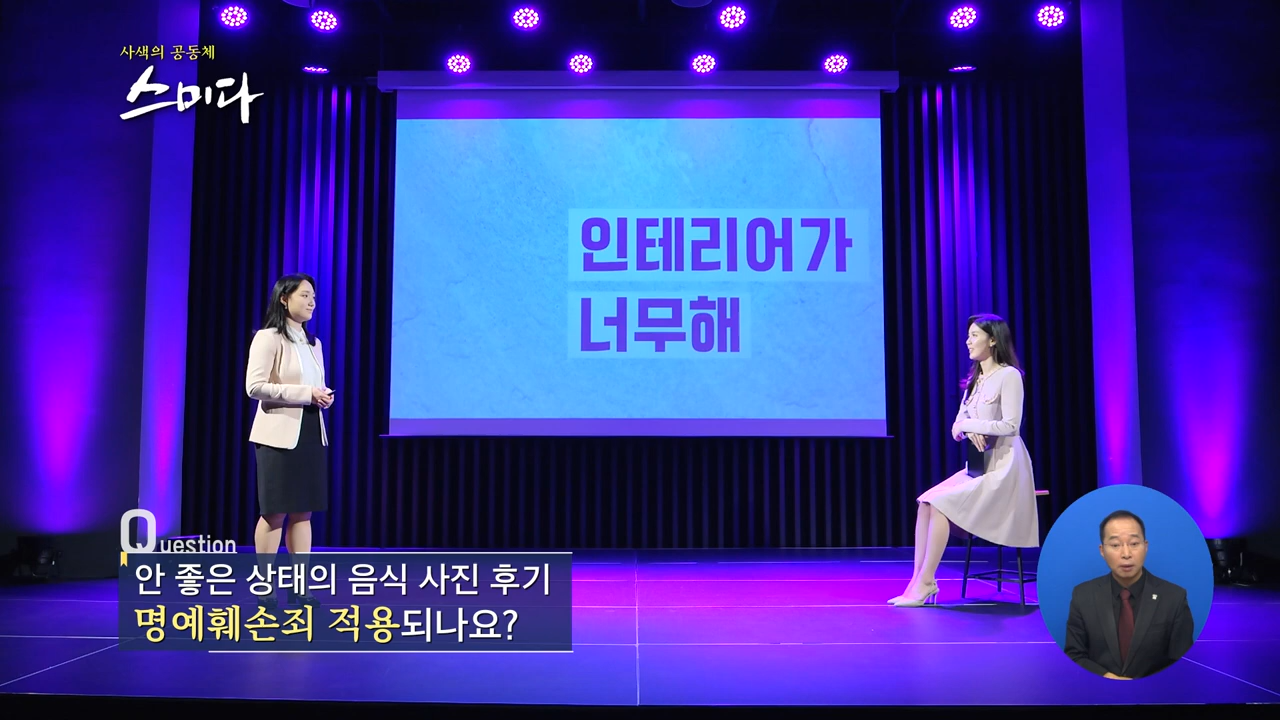 사색의 공동체
스미다
인테리어가
너무해
Question
안 좋은 상태의 음식 사진 후기
명예훼손죄 적용되나요?